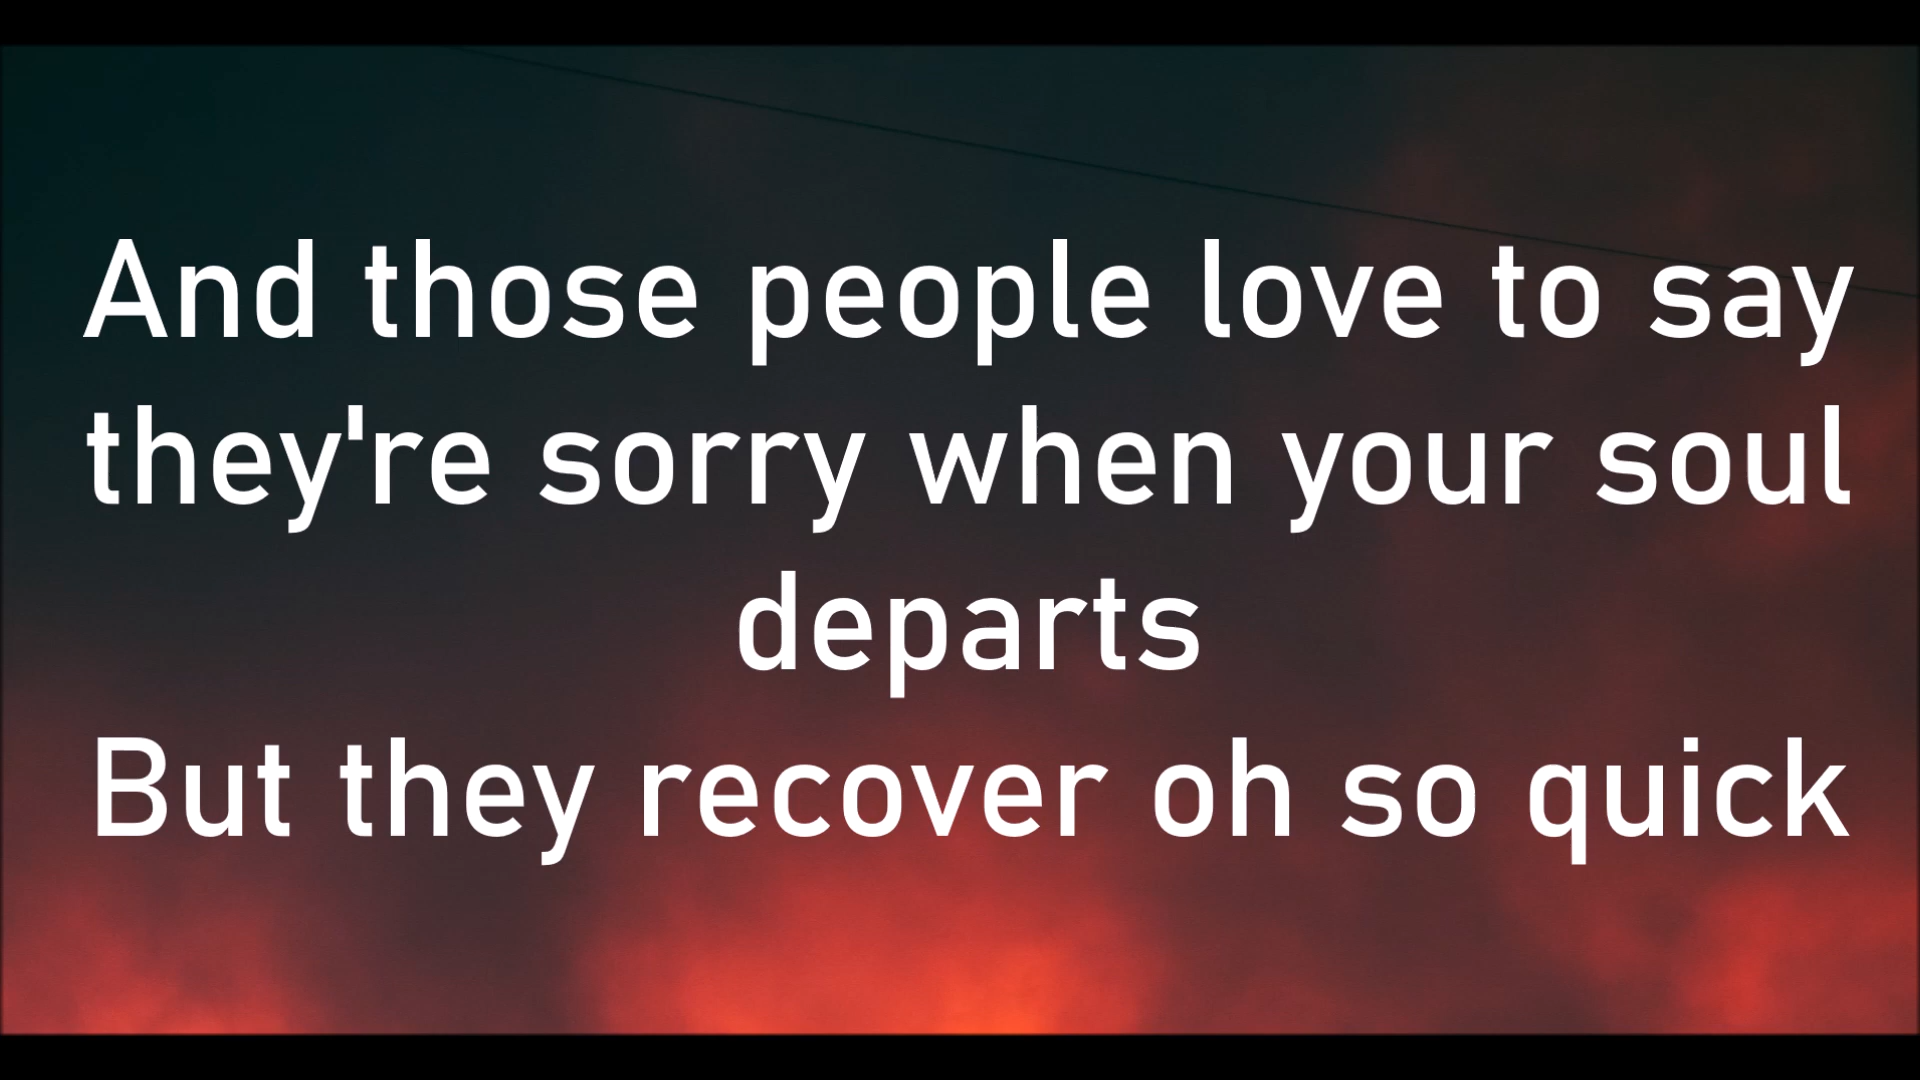 And those people love to say
they're sorry when your soul
departs
But they recover oh so quick